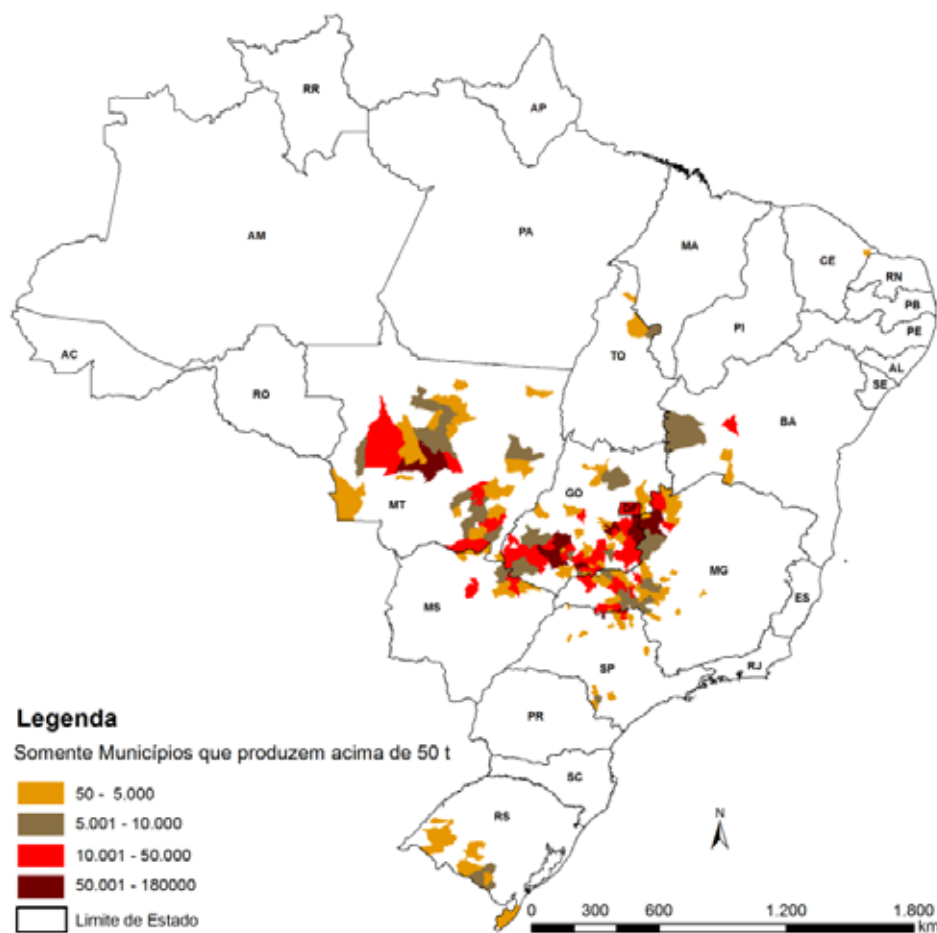 RR
AP
AM
PA
MA
CE
RN
PB
PE
PI
AL
SE
AC
TO
RO
BA
MT
GO
DF
MG
ES
MS
SP
RJ
PR
SC
RS
N
Legenda
Somente Municípios que produzem acima de 50 t
50 - 5.000
5.001 - 10.000
10.001 - 50.000
50.001 - 180000
Limite de Estado
0 300 600 1.200 1.800
km